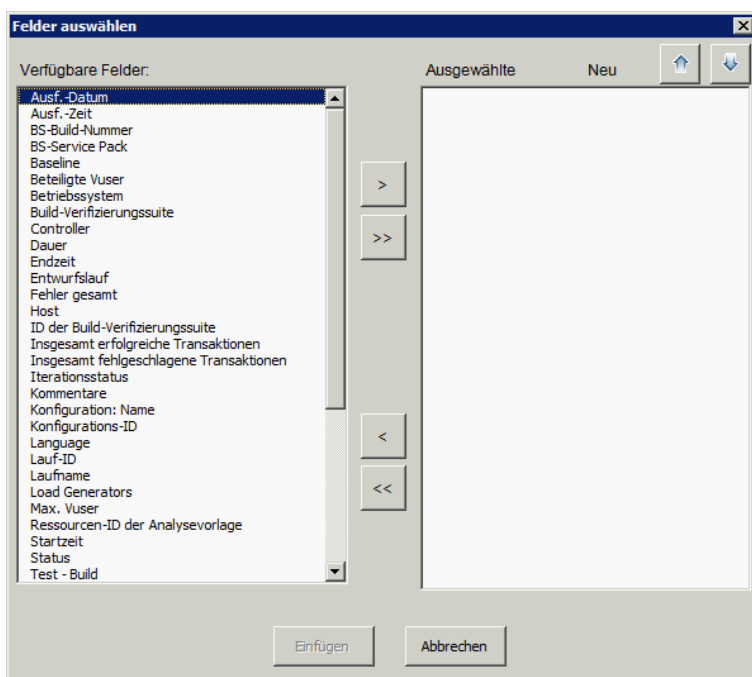 Felder auswählen
Verfügbare Felder:
Ausgewählte Neu
Ausf.-Datum
Ausf.-Zeit
BS-Build-Nummer
BS-Service Pack
Baseline
Beteiligte Vuser
Betriebssystem
Build-Verifizierungssuite
Controller
Dauer
Endzeit
Entwurfslauf
Fehler gesamt
Host
ID der Build-Verifizierungssuite
Insgesamt erfolgreiche Transaktionen
Insgesamt fehlgeschlagene Transaktionen
Iterationsstatus
Kommentare
Konfiguration: Name
Konfigurations-ID
Language
Lauf-ID
Laufname
Load Generators
Max. Vuser
Ressourcen-ID der Analysevorlage
Startzeit
Status
Test - Build
>
>>
<
<<
Einfügen
Abbrechen